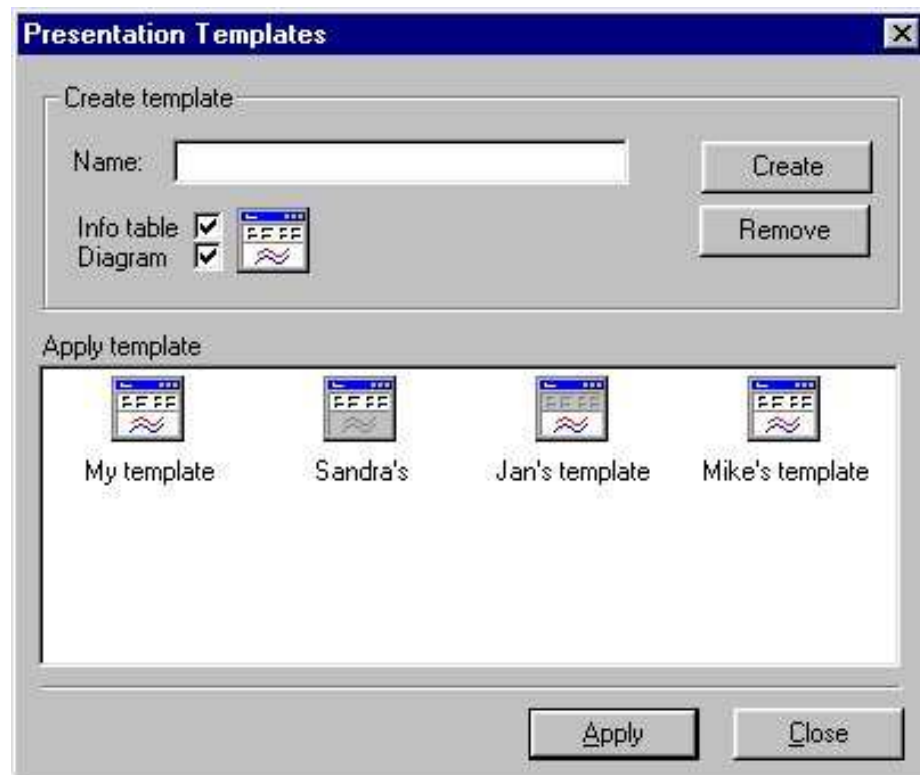 Presentation Templates
Create template
Name:
Create
Info table
Diagram
Remove
Apply template
My template
Sandra's
Jan's template
Mike's template
Apply
Close